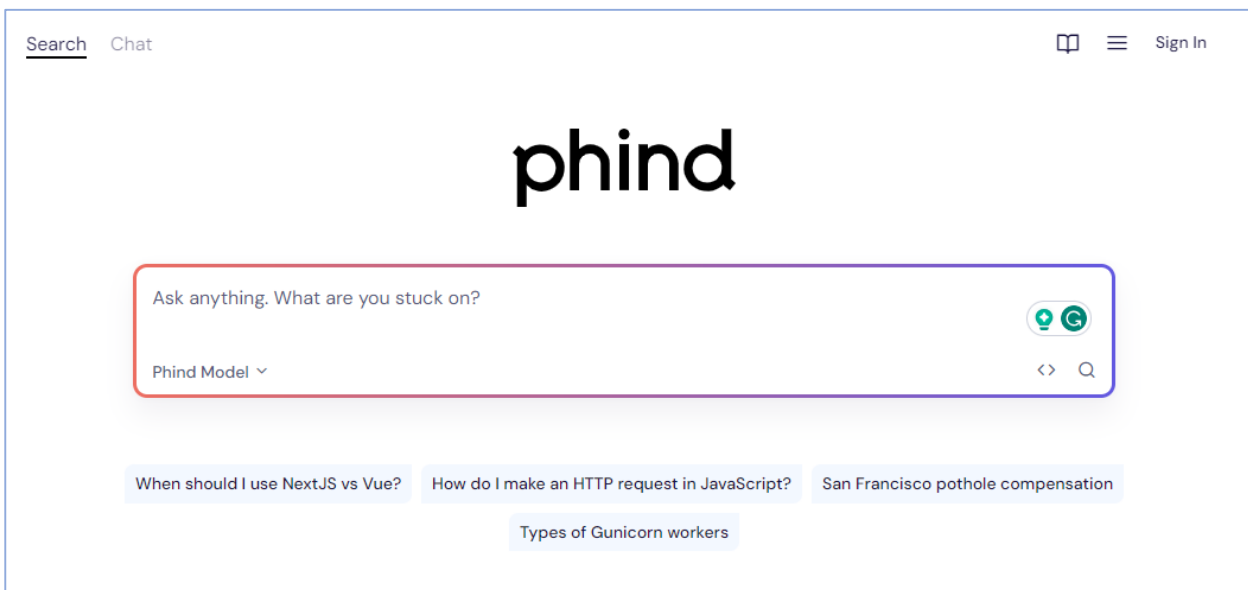 Search Chat Sign In
phind
Ask anything. What are you stuck on?
Phind Model
When should I use NextJS vs Vue? How do I make an HTTP request in JavaScript? San Francisco pothole compensation
Types of Gunicorn workers